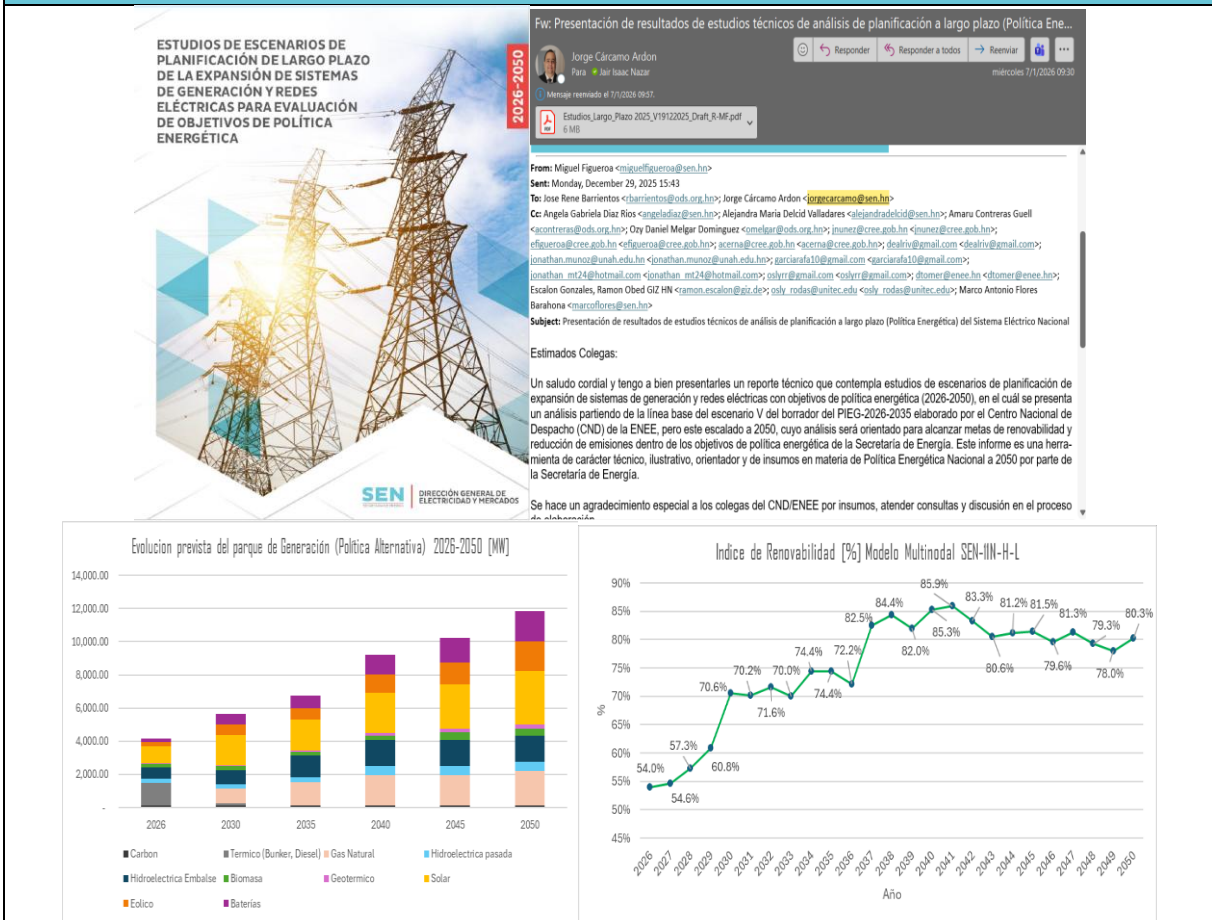 ESTUDIOS DE ESCENARIOS DE
PLANIFICACIÓN DE LARGO PLAZO
DE LA EXPANSIÓN DE SISTEMAS
DE GENERACIÓN Y REDES
ELÉCTRICAS PARA EVALUACIÓN
DE OBJETIVOS DE POLÍTICA
ENERGÉTICA
2026-2050
SEN
DIRECCIÓN GENERAL DE
ELECTRICIDAD Y MERCADOS
Fw: Presentación de resultados de estudios técnicos de análisis de planificación a largo plazo (Política Ene...
Jorge Cárcamo Ardon
Para Jair Isaac Nazar
Responder
Responder a todos
Reenviar
miércoles 7/1/2026 09:30
Mensaje reenviado el 7/1/2026 09:57.
Estudios_Largo_Plazo 2025_V19122025_Draft_R-MF.pdf
6 MB
From: Miguel Figueroa <miguelfigueroa@sen.hn>
Sent: Monday, December 29, 2025 15:43
To: Jose Rene Barrientos <rbarrientos@ods.org.hn>; Jorge Cárcamo Ardon <jorgecarcamo@sen.hn>
Cc: Angela Gabriela Diaz Rios <angeladiaz@sen.hn>; Alejandra Maria Delcid Valladares <alejandradelcid@sen.hn>; Amaru Contreras Guell
<acontreras@ods.org.hn>; Ozy Daniel Melgar Dominguez <omelgar@ods.org.hn>; jnunez@cree.gob.hn <jnunez@cree.gob.hn>;
efigueroa@cree.gob.hn <efigueroa@cree.gob.hn>; acerna@cree.gob.hn <acerna@cree.gob.hn>; dealriv@gmail.com <dealriv@gmail.com>;
jonathan.munoz@unah.edu.hn <jonathan.munoz@unah.edu.hn>; garciarafa10@gmail.com <garciarafa10@gmail.com>;
jonathan_mt24@hotmail.com <jonathan_mt24@hotmail.com>; oslyrr@gmail.com <oslyrr@gmail.com>; dtomer@enee.hn <dtomer@enee.hn>;
Escalon Gonzales, Ramon Obed GIZ HN <ramon.escalon@giz.de>; osly_rodas@unitec.edu <osly_rodas@unitec.edu>; Marco Antonio Flores
Barahona <marcoflores@sen.hn>
Subject: Presentación de resultados de estudios técnicos de análisis de planificación a largo plazo (Política Energética) del Sistema Eléctrico Nacional
Estimados Colegas:
Un saludo cordial y tengo a bien presentarles un reporte técnico que contempla estudios de escenarios de planificación de
expansión de sistemas de generación y redes eléctricas con objetivos de política energética (2026-2050), en el cuál se presenta
un análisis partiendo de la línea base del escenario V del borrador del PIEG-2026-2035 elaborado por el Centro Nacional de
Despacho (CND) de la ENEE, pero este escalado a 2050, cuyo análisis será orientado para alcanzar metas de renovabilidad y
reducción de emisiones dentro de los objetivos de política energética de la Secretaría de Energía. Este informe es una herra-
mienta de carácter técnico, ilustrativo, orientador y de insumos en materia de Política Energética Nacional a 2050 por parte de
la Secretaría de Energía.
Se hace un agradecimiento especial a los colegas del CND/ENEE por insumos, atender consultas y discusión en el proceso
Evolucion prevista del parque de Generación (Política Alternativa) 2026-2050 [MW]
14,000.00
12,000.00
10,000.00
8,000.00
6,000.00
4,000.00
2,000.00
-
2026 2030 2035 2040 2045 2050
Carbon Termico (Bunker, Diesel) Gas Natural Hidroelectrica pasada
Hidroelectrica Embalse Biomasa Geotermico Solar
Eolico Baterías
Indice de Renovabilidad [%] Modelo Multinodal SEN-11N-H-L
90%
85%
80%
75%
70%
65%
60%
55%
50%
45%
%
54.0%
54.6%
57.3%
60.8%
70.6%
70.2%
71.6%
70.0%
74.4%
74.4%
72.2%
82.5%
84.4%
82.0%
85.3%
85.9%
83.3%
80.6%
81.2%
81.5%
79.6%
81.3%
79.3%
78.0%
80.3%
2026 2027 2028 2029 2030 2031 2032 2033 2034 2035 2036 2037 2038 2039 2040 2041 2042 2043 2044 2045 2046 2047 2048 2049 2050
Año